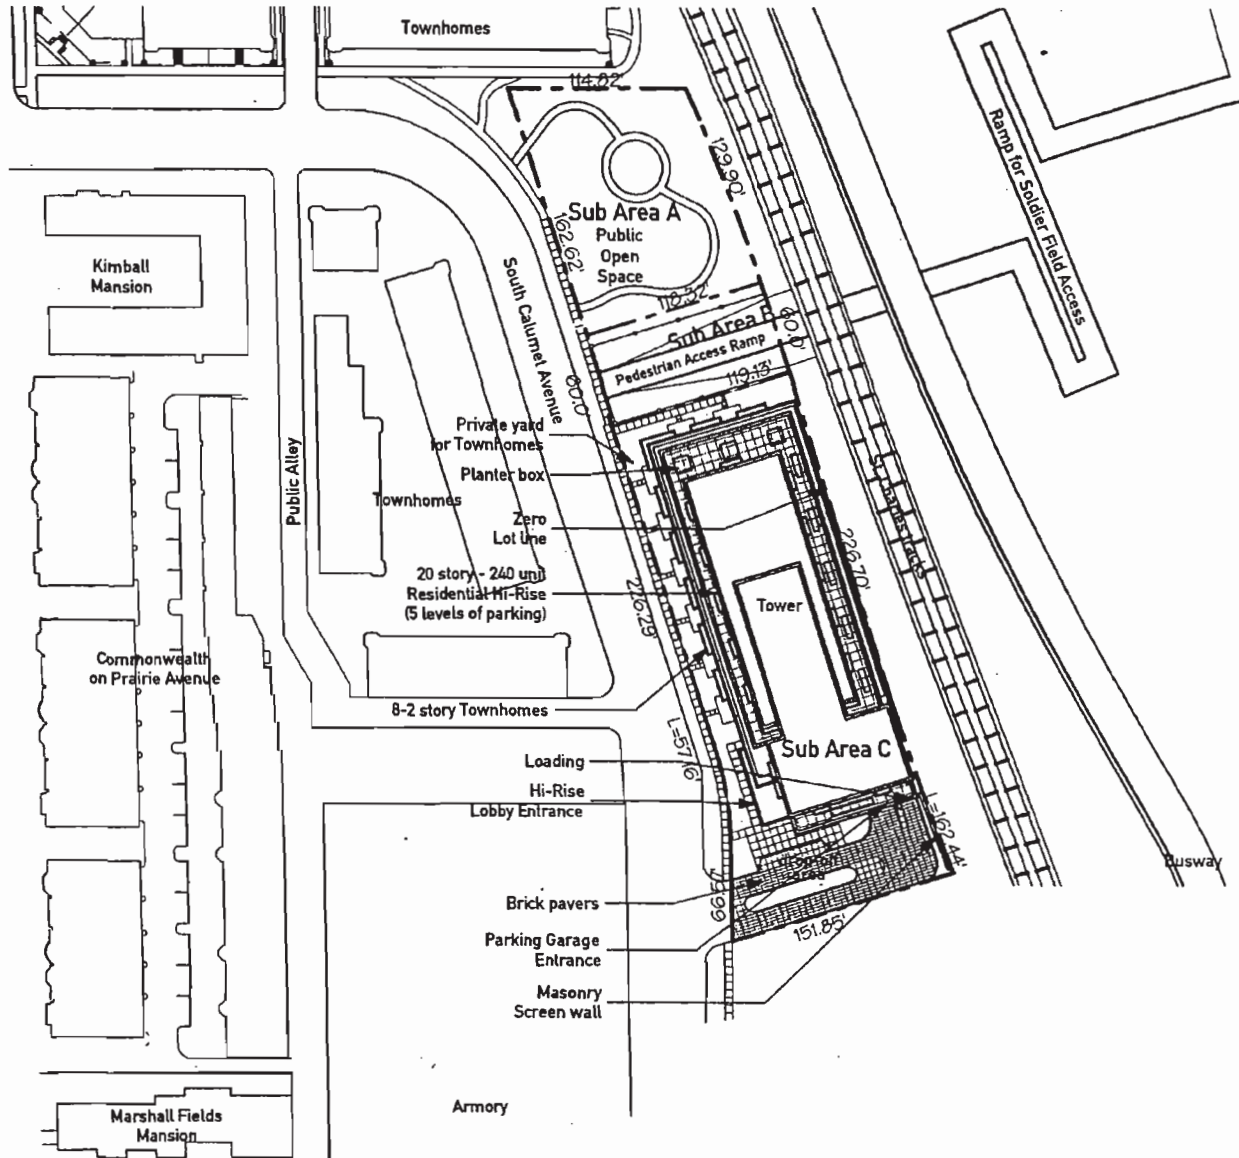 Townhomes
114.82'
129.90'
Ramp for Soldier Field Access
Sub Area A
Public
Open
Space
162.62'
Kimball
Mansion
South Calumet Avenue
118.32'
Sub Area
60.0'
Pedestrian Access Ramp
119.13'
60.0'
Private yard
for Townhomes
Planter box
Public Alley
Townhomes
Zero
Lot line
20 story - 240 unit
Residential Hi-Rise
(5 levels of parking)
Tower
226.70'
226.29'
Commonwealth
on Prairie Avenue
8-2 story Townhomes
L=57.16'
Sub Area C
Loading
Hi-Rise
Lobby Entrance
L=162.44'
Busway
Brick pavers
area
151.85'
Parking Garage
Entrance
Masonry
Screen wall
Marshall Fields
Mansion
Armory